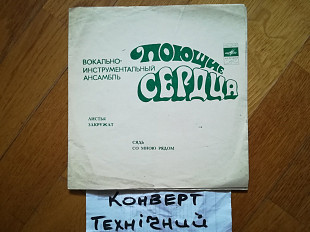 ВОКАЛЬНО-
ИНСТРУМЕНТАЛЬНЫЙ
АНСАМБЛЬ
ПОЮЩИЕ
СЕРДЦА
ЛИСТЬЯ
ЗАКРУЖАТ
СЯДЬ
СО МНОЮ РЯДОМ
КОНВЕРТ
ТЕХНІЧНИЙ